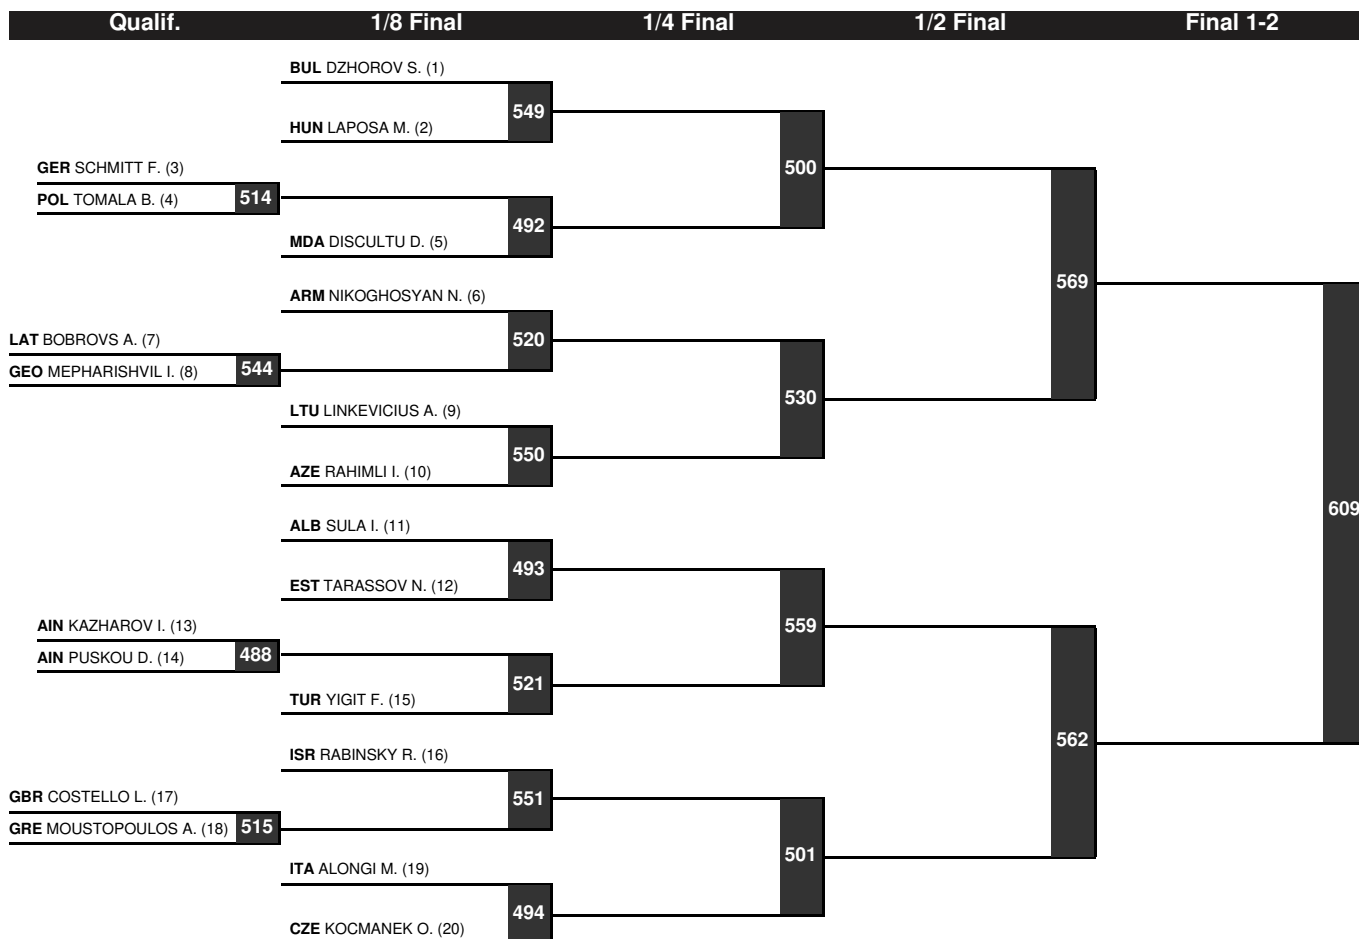 Qualif. 1/8 Final 1/4 Final 1/2 Final Final 1-2
BUL DZHOROV S. (1)
549
HUN LAPOSA M. (2)
GER SCHMITT F. (3)
500
POL TOMALA B. (4) 514
492
MDA DISCULTU D. (5)
569
ARM NIKOGHOSYAN N. (6)
LAT BOBROVS A. (7) 520
GEO MEPHARISHVIL I. (8) 544
530
LTU LINKEVICIUS A. (9)
550
AZE RAHIMLI I. (10)
609
ALB SULA I. (11)
493
EST TARASSOV N. (12)
AIN KAZHAROV I. (13) 559
AIN PUSKOU D. (14) 488
521
TUR YIGIT F. (15)
562
ISR RABINSKY R. (16)
GBR COSTELLO L. (17) 551
GRE MOUSTOPOULOS A. (18) 515
501
ITA ALONGI M. (19)
494
CZE KOCMANEK O. (20)